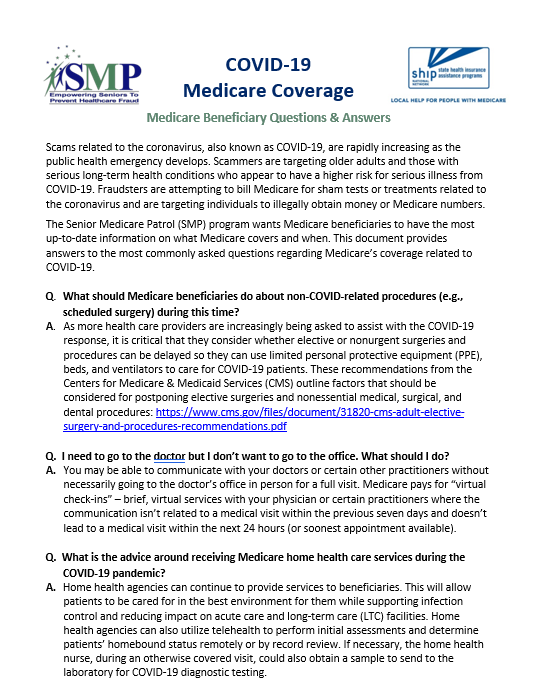 SMP
Empowering Seniors To
Prevent Healthcare Fraud
COVID-19
Medicare Coverage
ship state health insurance
assistance programs
NATIONAL
NETWORK
LOCAL HELP FOR PEOPLE WITH MEDICARE
Medicare Beneficiary Questions & Answers
Scams related to the coronavirus, also known as COVID-19, are rapidly increasing as the
public health emergency develops. Scammers are targeting older adults and those with
serious long-term health conditions who appear to have a higher risk for serious illness from
COVID-19. Fraudsters are attempting to bill Medicare for sham tests or treatments related to
the coronavirus and are targeting individuals to illegally obtain money or Medicare numbers.
The Senior Medicare Patrol (SMP) program wants Medicare beneficiaries to have the most
up-to-date information on what Medicare covers and when. This document provides
answers to the most commonly asked questions regarding Medicare’s coverage related to
COVID-19.
Q. What should Medicare beneficiaries do about non-COVID-related procedures (e.g.,
scheduled surgery) during this time?
A. As more health care providers are increasingly being asked to assist with the COVID-19
response, it is critical that they consider whether elective or nonurgent surgeries and
procedures can be delayed so they can use limited personal protective equipment (PPE),
beds, and ventilators to care for COVID-19 patients. These recommendations from the
Centers for Medicare & Medicaid Services (CMS) outline factors that should be
considered for postponing elective surgeries and nonessential medical, surgical, and
dental procedures: https://www.cms.gov/files/document/31820-cms-adult-elective-
surgery-and-procedures-recommendations.pdf
Q. I need to go to the doctor but I don’t want to go to the office. What should I do?
A. You may be able to communicate with your doctors or certain other practitioners without
necessarily going to the doctor’s office in person for a full visit. Medicare pays for “virtual
check-ins” – brief, virtual services with your physician or certain practitioners where the
communication isn’t related to a medical visit within the previous seven days and doesn’t
lead to a medical visit within the next 24 hours (or soonest appointment available).
Q. What is the advice around receiving Medicare home health care services during the
COVID-19 pandemic?
A. Home health agencies can continue to provide services to beneficiaries. This will allow
patients to be cared for in the best environment for them while supporting infection
control and reducing impact on acute care and long-term care (LTC) facilities. Home
health agencies can also utilize telehealth to perform initial assessments and determine
patients’ homebound status remotely or by record review. If necessary, the home health
nurse, during an otherwise covered visit, could also obtain a sample to send to the
laboratory for COVID-19 diagnostic testing.